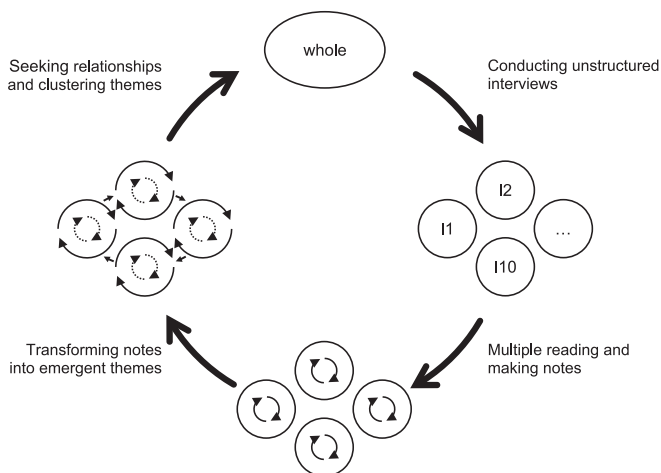 whole
Seeking relationships
and clustering themes
Conducting unstructured
interviews
I2
I1
...
I10
Transforming notes
into emergent themes
Multiple reading and
making notes